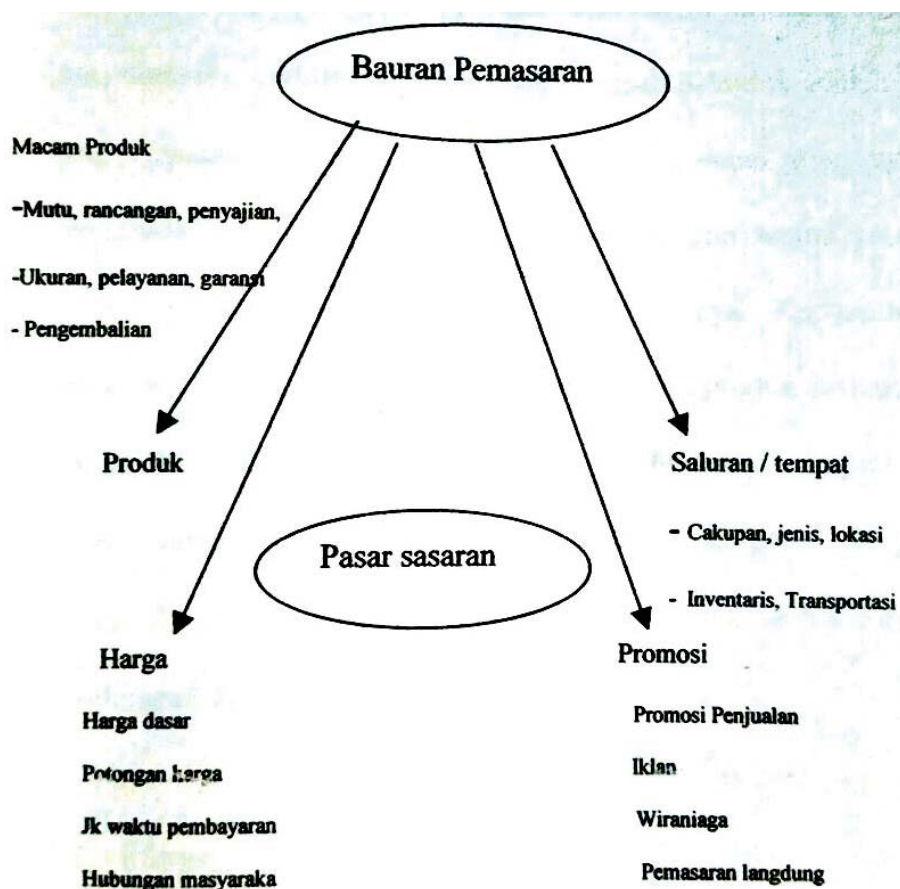 Bauran Pemasaran
Macam Produk
-Mutu, rancangan, penyajian,
-Ukuran, pelayanan, garansi
- Pengembalian
Produk
Saluran / tempat
- Cakupan, jenis, lokasi
- Inventaris, Transportasi
Pasar sasaran
Harga
Harga dasar
Potongan harga
Jk waktu pembayaran
Hubungan masyaraka
Promosi
Promosi Penjualan
Iklan
Wiraniaga
Pemasaran langdung